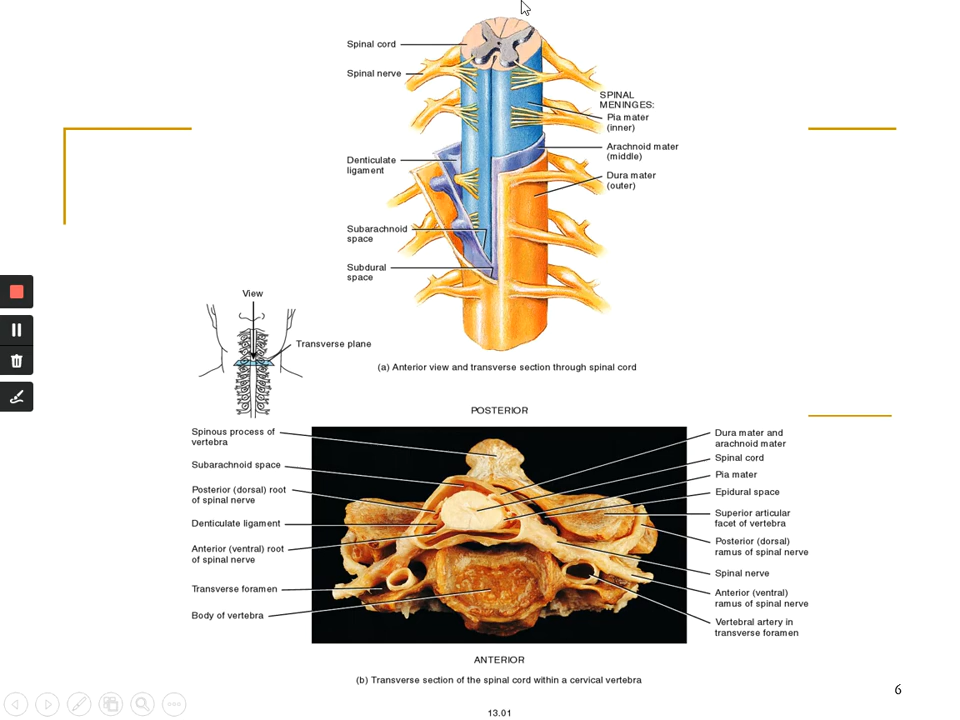 Spinal cord
Spinal nerve
SPINAL
MENINGES:
Pia mater
(inner)
Arachnoid mater
(middle)
Denticulate
ligament
Dura mater
(outer)
Subarachnoid
space
Subdural
space
View
Transverse plane
(a) Anterior view and transverse section through spinal cord
POSTERIOR
Spinous process of
vertebra
Subarachnoid space
Posterior (dorsal) root
of spinal nerve
Denticulate ligament
Anterior (ventral) root
of spinal nerve
Transverse foramen
Body of vertebra
Dura mater and
arachnoid mater
Spinal cord
Pia mater
Epidural space
Superior articular
facet of vertebra
Posterior (dorsal)
ramus of spinal nerve
Spinal nerve
Anterior (ventral)
ramus of spinal nerve
Vertebral artery in
transverse foramen
ANTERIOR
(b) Transverse section of the spinal cord within a cervical vertebra
6
13.01